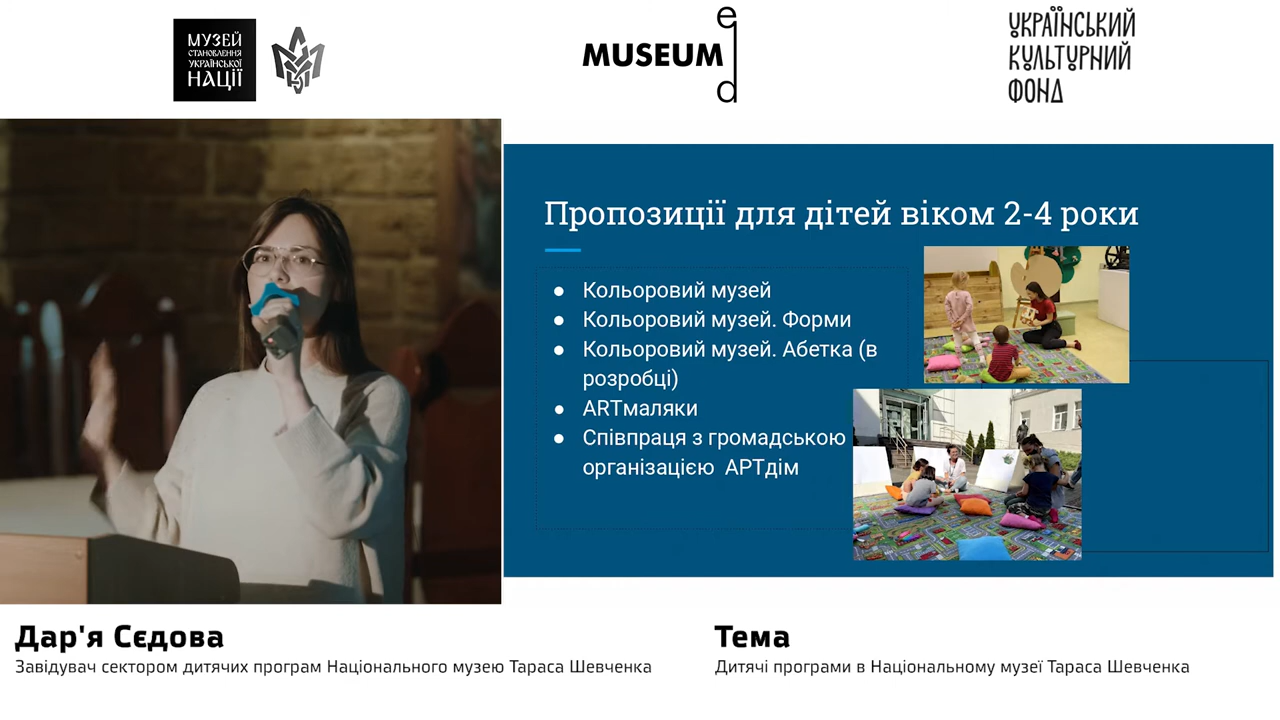 МУЗЕЙ
СТАНОВЛЕННЯ
УКРАЇНСЬКОЇ
НАЦІЇ
MUSEUM
ed
УКРАЇНСЬКИЙ
КУЛЬТУРНИЙ
ФОНД
Пропозиції для дітей віком 2-4 роки
● Кольоровий музей
● Кольоровий музей. Форми
● Кольоровий музей. Абетка (в
розробці)
● ARTмаляки
● Співпраця з громадською
організацією АРТдім
Дар'я Сєдова
Завідувач сектором дитячих програм Національного музею Тараса Шевченка
Тема
Дитячі програми в Національному музеї Тараса Шевченка